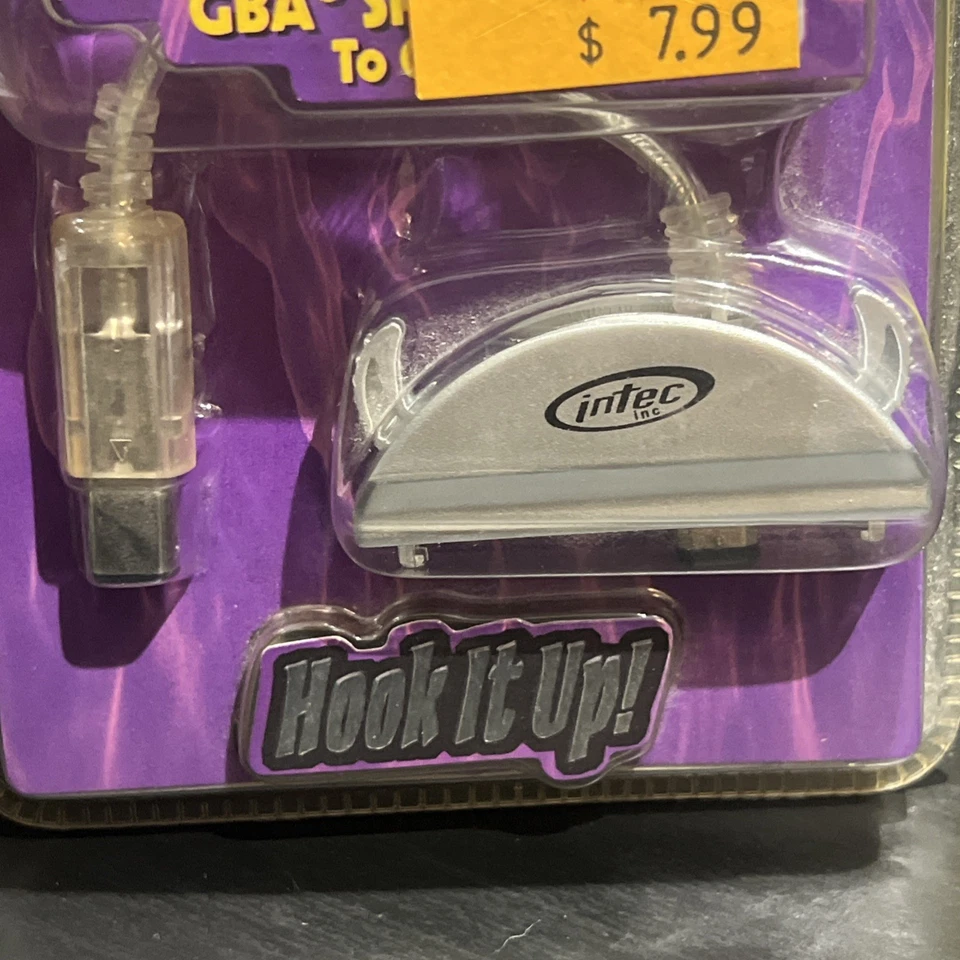 GBA®
$ 7.99
To
intec
inc
Hook It Up!